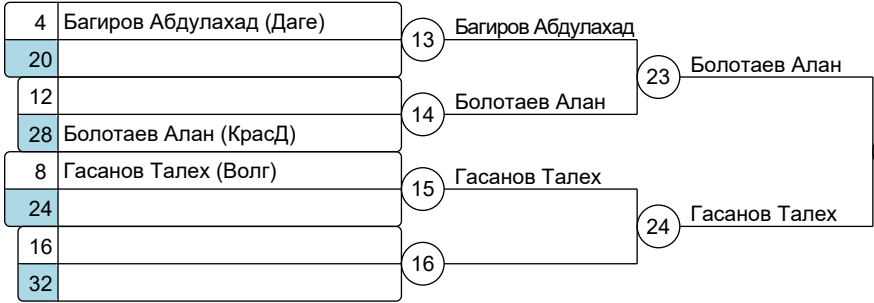 4 Багиров Абдулахад (Даге)
20
13 Багиров Абдулахад
12
28 Болотаев Алан (КрасД)
14 Болотаев Алан
23 Болотаев Алан
8 Гасанов Талех (Волг)
24
15 Гасанов Талех
16
32
16
24 Гасанов Талех